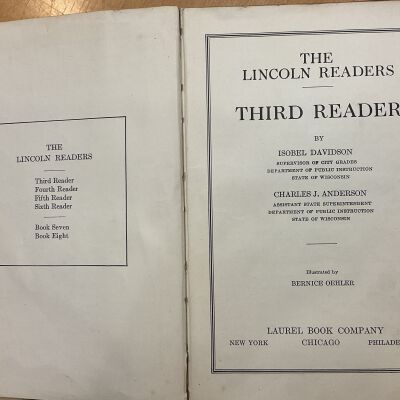 THE
LINCOLN READERS
Third Reader
Fourth Reader
Fifth Reader
Sixth Reader
Book Seven
Book Eight
THE
LINCOLN READERS
THIRD READER
BY
ISOBEL DAVIDSON
SUPERVISOR OF CITY GRADES
DEPARTMENT OF PUBLIC INSTRUCTION
STATE OF WISCONSIN
CHARLES J. ANDERSON
ASSISTANT STATE SUPERINTENDENT
DEPARTMENT OF PUBLIC INSTRUCTION
STATE OF WISCONSIN
Illustrated by
BERNICE OEHLER
LAUREL BOOK COMPANY
NEW YORK CHICAGO PHILADE